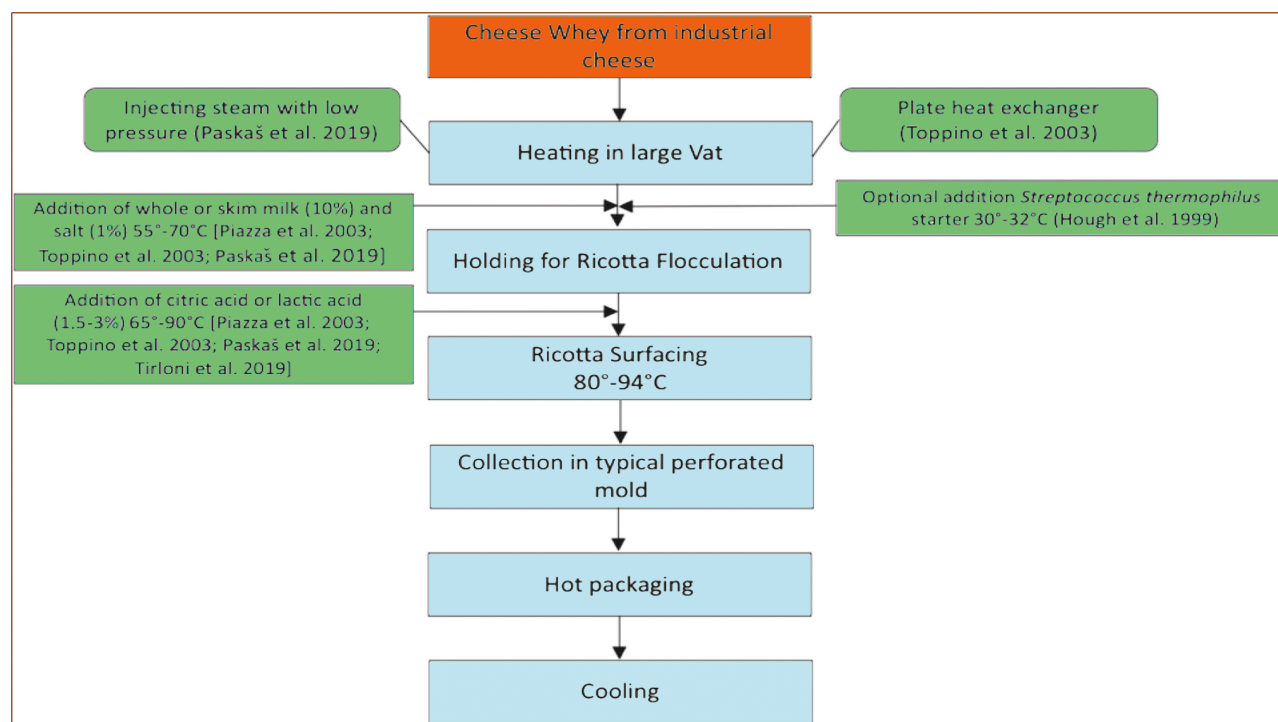 Cheese Whey from industrial
cheese
Injecting steam with low
pressure (Paskaš et al. 2019)
Plate heat exchanger
(Toppino et al. 2003)
Heating in large Vat
Addition of whole or skim milk (10%) and
salt (1%) 55°-70°C [Piazza et al. 2003;
Toppino et al. 2003; Paskaš et al. 2019]
Optional addition Streptococcus thermophilus
starter 30°-32°C (Hough et al. 1999)
Holding for Ricotta Flocculation
Addition of citric acid or lactic acid
(1.5-3%) 65°-90°C [Piazza et al. 2003;
Toppino et al. 2003; Paskaš et al. 2019;
Tirloni et al. 2019]
Ricotta Surfacing
80°-94°C
Collection in typical perforated
mold
Hot packaging
Cooling